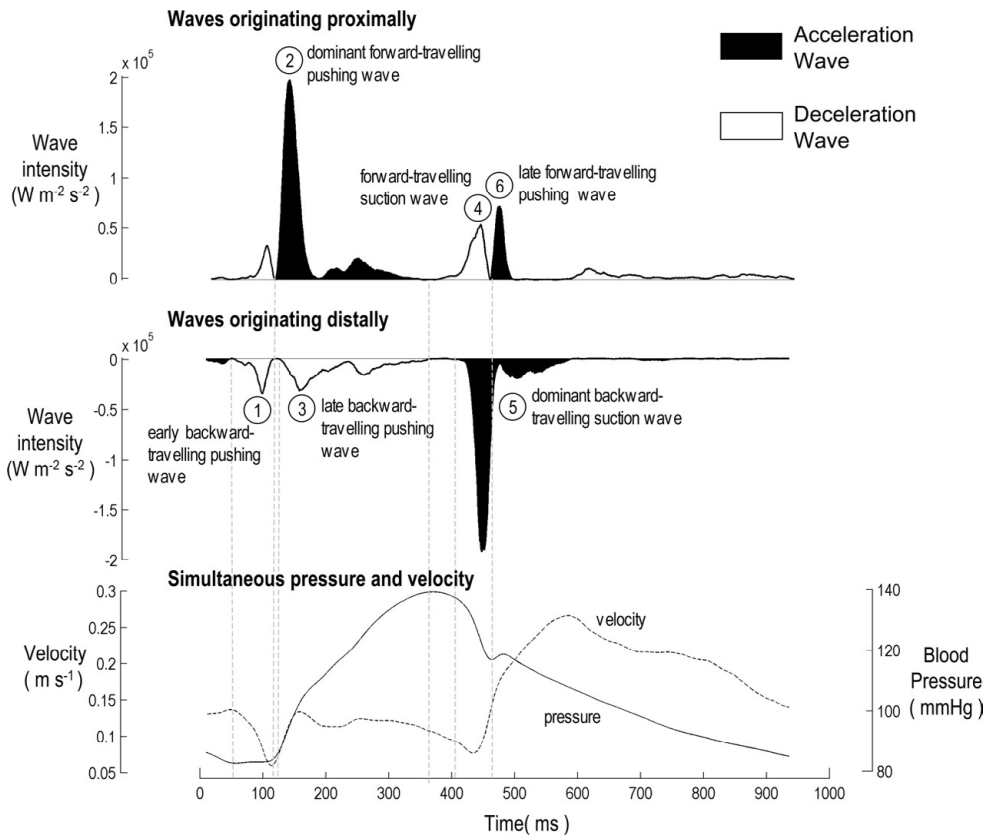 Waves originating proximally
x 10^5
2 dominant forward-travelling
pushing wave
Acceleration
Wave
Deceleration
Wave
forward-travelling
suction wave
4
6 late forward-travelling
pushing wave
Wave
intensity
(W m⁻² s⁻²)
2
1.5
1
0.5
0
Waves originating distally
x 10^5
Wave
intensity
(W m⁻² s⁻²)
0
-0.5
-1
-1.5
-2
1
early backward-
travelling pushing
wave
3 late backward-
travelling pushing
wave
5 dominant backward-
travelling suction wave
Simultaneous pressure and velocity
Velocity
( m s⁻¹)
0.3
0.25
0.2
0.15
0.1
0.05
velocity
pressure
140
120
100
80
Blood
Pressure
( mmHg)
0 100 200 300 400 500 600 700 800 900 1000
Time( ms )